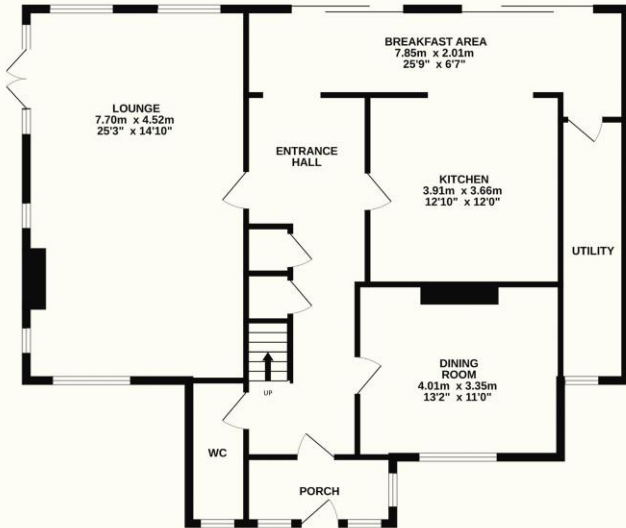 BREAKFAST AREA
7.85m x 2.01m
25'9" x 6'7"
LOUNGE
7.70m x 4.52m
25'3" x 14'10"
ENTRANCE
HALL
KITCHEN
3.91m x 3.66m
12'10" x 12'0"
UTILITY
DINING
ROOM
4.01m x 3.35m
13'2" x 11'0"
UP
WC
PORCH